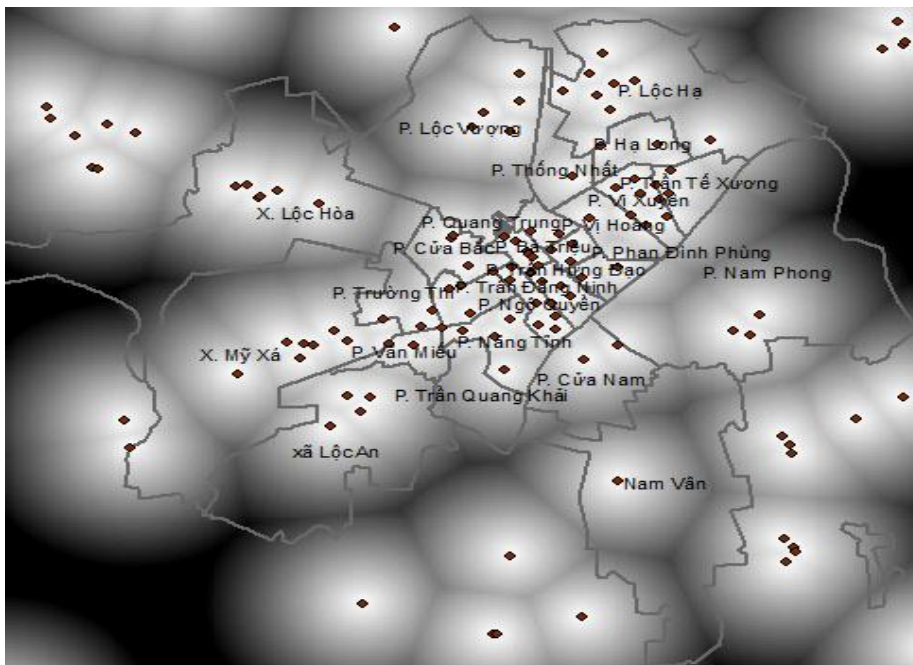 P. Lộc Hạ
P. Lộc Vượng
P. Hạ Long
P. Thống Nhất
P. Trần Tế Xương
P. Vị Xuyên
X. Lộc Hòa
P. Quang Trung
P. Vị Hoàng
P. Cửa Bắc
P. Bà Triệu
P. Phan Đình Phùng
P. Trần Hưng Đạo
P. Nam Phong
P. Trường Thi
P. Trần Đăng Ninh
P. Ngô Quyền
X. Mỹ Xá
P. Văn Miếu
P. Năng Tĩnh
P. Cửa Nam
P. Trần Quang Khải
xã Lộc An
Nam Vân